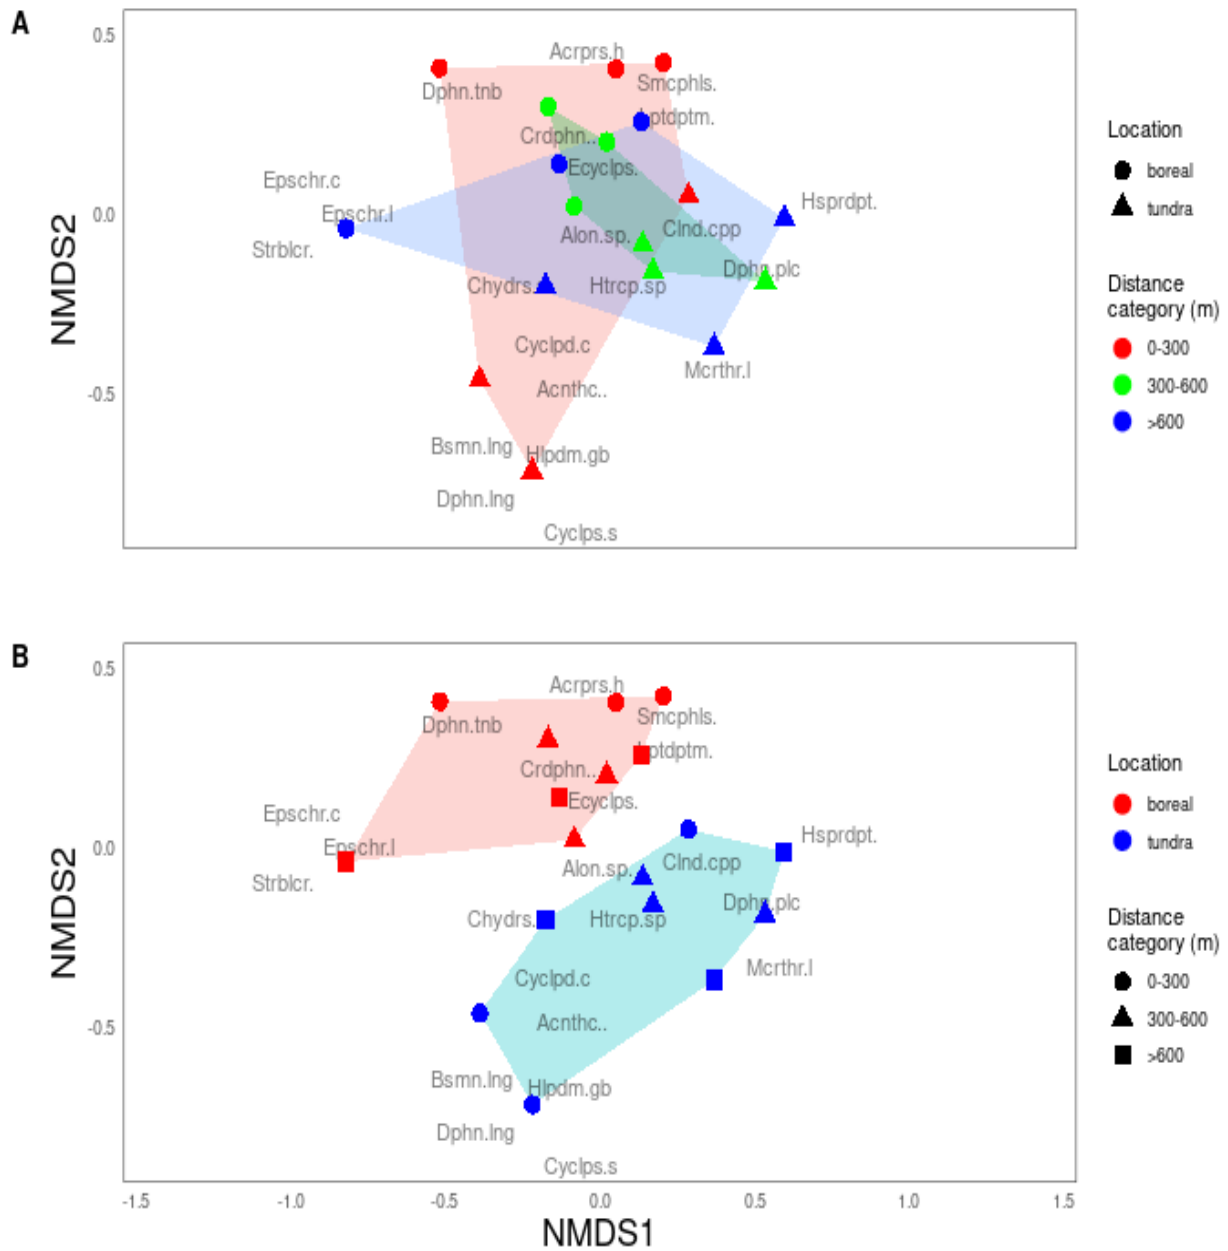 A
0.5
0.0
-0.5
NMDS2
Acrprs.h
Dphn.tnb
Smcphls.
Lptdptm.
Crdphn..
Ecyclps.
Epschr.c
Epschr.l
Strblcr.
Hsprdpt.
Alon.sp.
Clnd.cpp
Chydrs.
Htrcp.sp
Dphn.plc
Cyclpd.c
Mcrthr.l
Acnthc..
Bsmn.lng
Hlpdm.gb
Dphn.lng
Cyclps.s
Location
boreal
tundra
Distance
category (m)
0-300
300-600
>600
B
0.5
0.0
-0.5
NMDS2
Acrprs.h
Dphn.tnb
Smcphls.
Lptdptm.
Crdphn..
Ecyclps.
Epschr.c
Epschr.l
Strblcr.
Hsprdpt.
Alon.sp.
Clnd.cpp
Chydrs.
Htrcp.sp
Dphn.plc
Cyclpd.c
Mcrthr.l
Acnthc..
Bsmn.lng
Hlpdm.gb
Dphn.lng
Cyclps.s
-1.5 -1.0 -0.5 0.0 0.5 1.0 1.5
NMDS1
Location
boreal
tundra
Distance
category (m)
0-300
300-600
>600